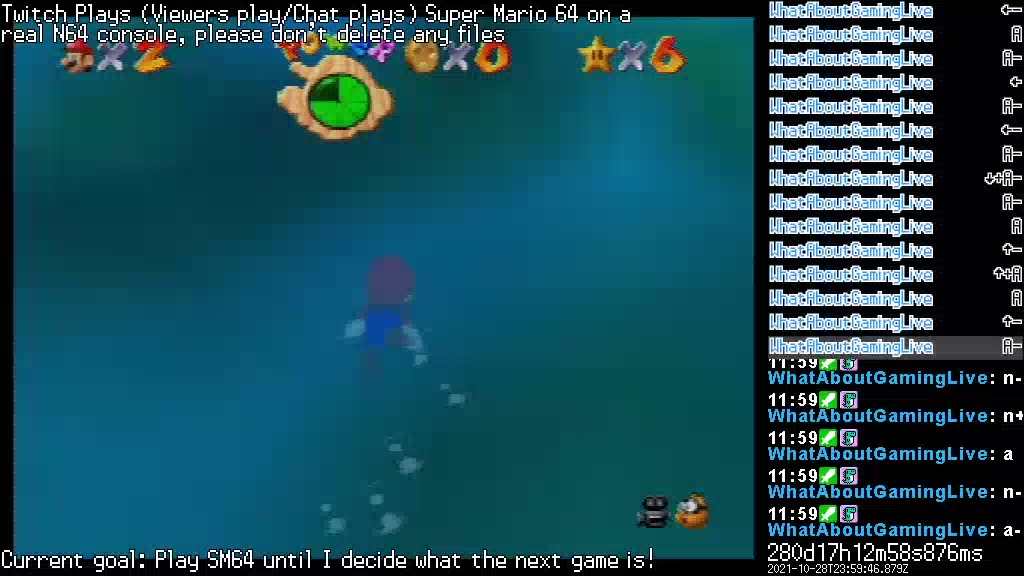 Twitch Plays (Viewers play/Chat plays) Super Mario 64 on a
real N64 console, please don't delete any files
×2
×0
×6
WhatAboutGamingLive ←-
WhatAboutGamingLive A
WhatAboutGamingLive A-
WhatAboutGamingLive ←
WhatAboutGamingLive A-
WhatAboutGamingLive ←-
WhatAboutGamingLive A-
WhatAboutGamingLive ↓+A-
WhatAboutGamingLive A-
WhatAboutGamingLive A
WhatAboutGamingLive ↑-
WhatAboutGamingLive ↑+A
WhatAboutGamingLive A
WhatAboutGamingLive ↑-
WhatAboutGamingLive A-
11:59
WhatAboutGamingLive: n-
11:59
WhatAboutGamingLive: n+
11:59
WhatAboutGamingLive: a
11:59
WhatAboutGamingLive: n-
11:59
WhatAboutGamingLive: a-
Current goal: Play SM64 until I decide what the next game is!
280d17h12m58s876ms
2021-10-28T23:59:46.879Z